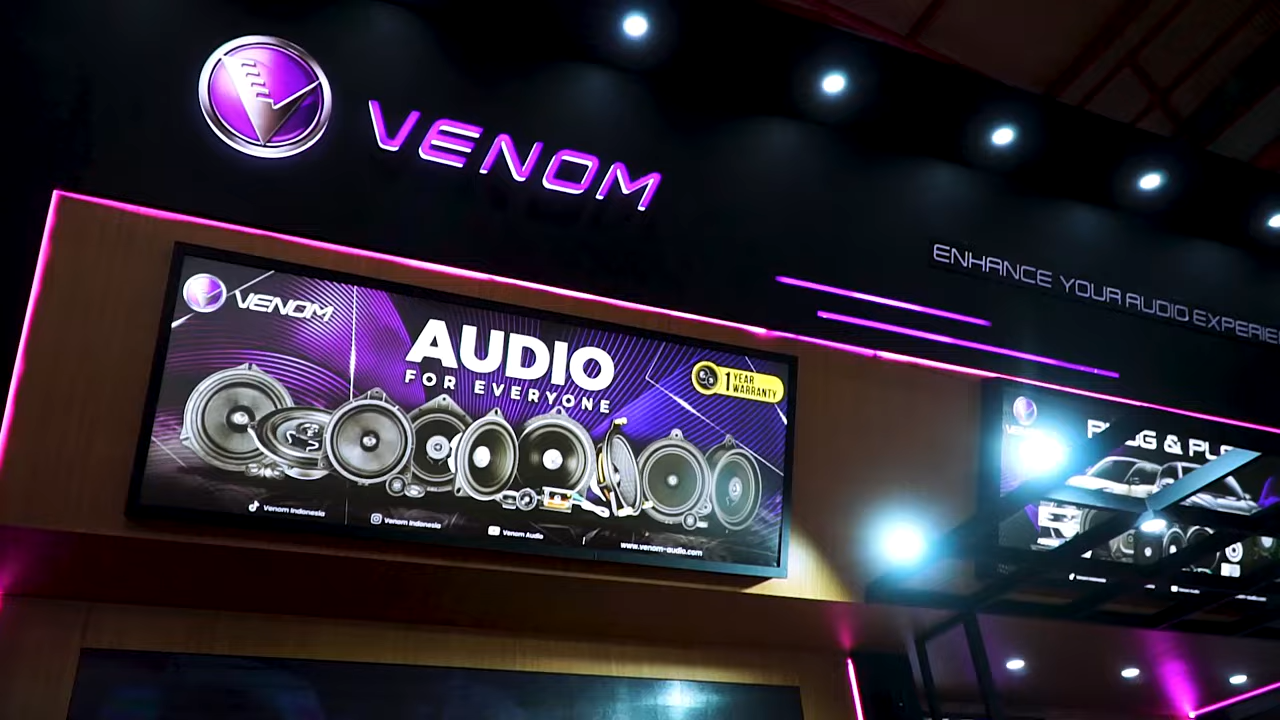 VENOM
ENHANCE YOUR AUDIO
VENOM
AUDIO
FOR EVERYONE
1 YEAR
WARRANTY
Venom Indonesia
Venom Indonesia
Venom Audio
www.venom-audio.com
& PL